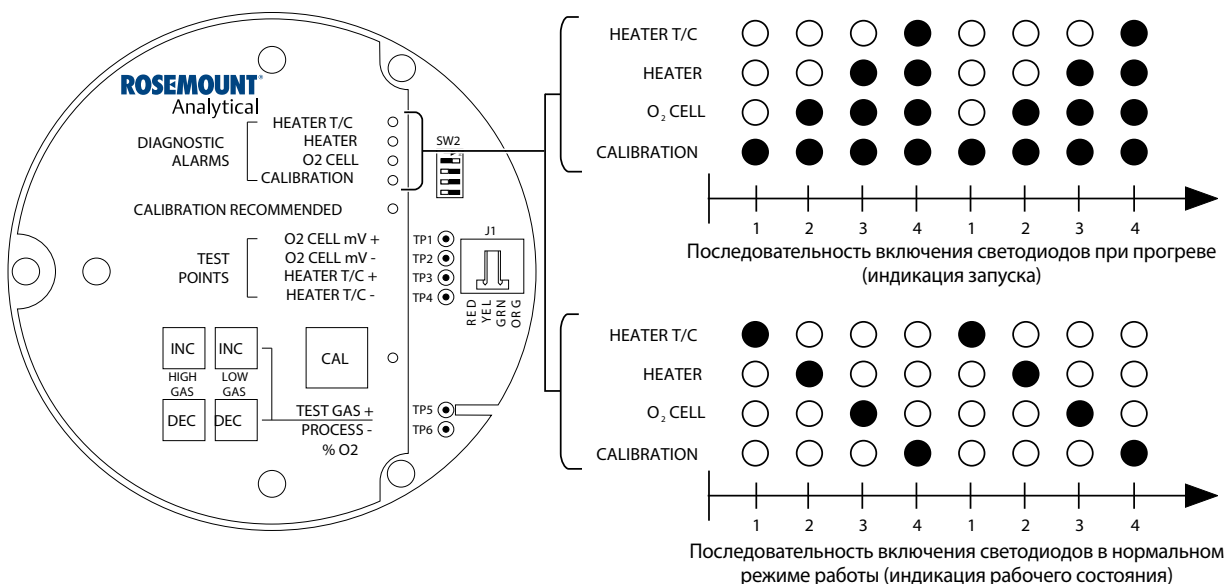 ROSEMOUNT®
Analytical
DIAGNOSTIC
ALARMS
HEATER T/C
HEATER
O2 CELL
CALIBRATION
SW2
CALIBRATION RECOMMENDED
TEST
POINTS
O2 CELL mV +
O2 CELL mV -
HEATER T/C +
HEATER T/C -
TP1
TP2
TP3
TP4
J1
RED
YEL
GRN
ORG
INC
INC
HIGH
GAS
LOW
GAS
DEC
DEC
CAL
TEST GAS +
PROCESS -
% O2
TP5
TP6
HEATER T/C
HEATER
O₂ CELL
CALIBRATION
1 2 3 4 1 2 3 4
Последовательность включения светодиодов при прогреве
(индикация запуска)
HEATER T/C
HEATER
O₂ CELL
CALIBRATION
1 2 3 4 1 2 3 4
Последовательность включения светодиодов в нормальном
режиме работы (индикация рабочего состояния)